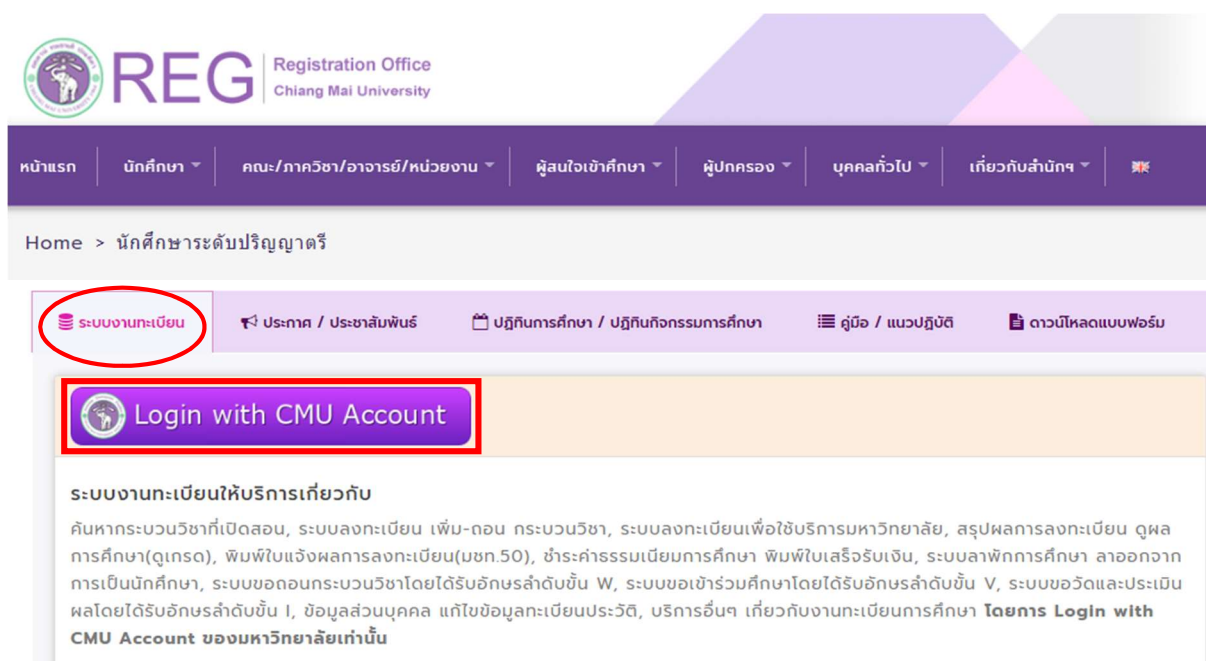 REG
Registration Office
Chiang Mai University
หน้าแรก นักศึกษา คณะ/ภาควิชา/อาจารย์/หน่วยงาน ผู้สนใจเข้าศึกษา ผู้ปกครอง บุคคลทั่วไป เกี่ยวกับสำนักฯ
Home > นักศึกษาระดับปริญญาตรี
ระบบงานทะเบียน ประกาศ / ประชาสัมพันธ์ ปฏิทินการศึกษา / ปฏิทินกิจกรรมการศึกษา คู่มือ / แนวปฏิบัติ ดาวน์โหลดแบบฟอร์ม
Login with CMU Account
ระบบงานทะเบียนให้บริการเกี่ยวกับ
ค้นหากระบวนวิชาที่เปิดสอน, ระบบลงทะเบียน เพิ่ม-ถอน กระบวนวิชา, ระบบลงทะเบียนเพื่อใช้บริการมหาวิทยาลัย, สรุปผลการลงทะเบียน ดูผล
การศึกษา(ดูเกรด), พิมพ์ใบแจ้งผลการลงทะเบียน(มชท.50), ชำระค่าธรรมเนียมการศึกษา พิมพ์ใบเสร็จรับเงิน, ระบบลาพักการศึกษา ลาออกจาก
การเป็นนักศึกษา, ระบบขอถอนกระบวนวิชาโดยได้รับอักษรลำดับขั้น W, ระบบขอเข้าร่วมศึกษาโดยได้รับอักษรลำดับขั้น V, ระบบขอวัดและประเมิน
ผลโดยได้รับอักษรลำดับขั้น I, ข้อมูลส่วนบุคคล แก้ไขข้อมูลทะเบียนประวัติ, บริการอื่นๆ เกี่ยวกับงานทะเบียนการศึกษา โดยการ Login with
CMU Account ของมหาวิทยาลัยเท่านั้น